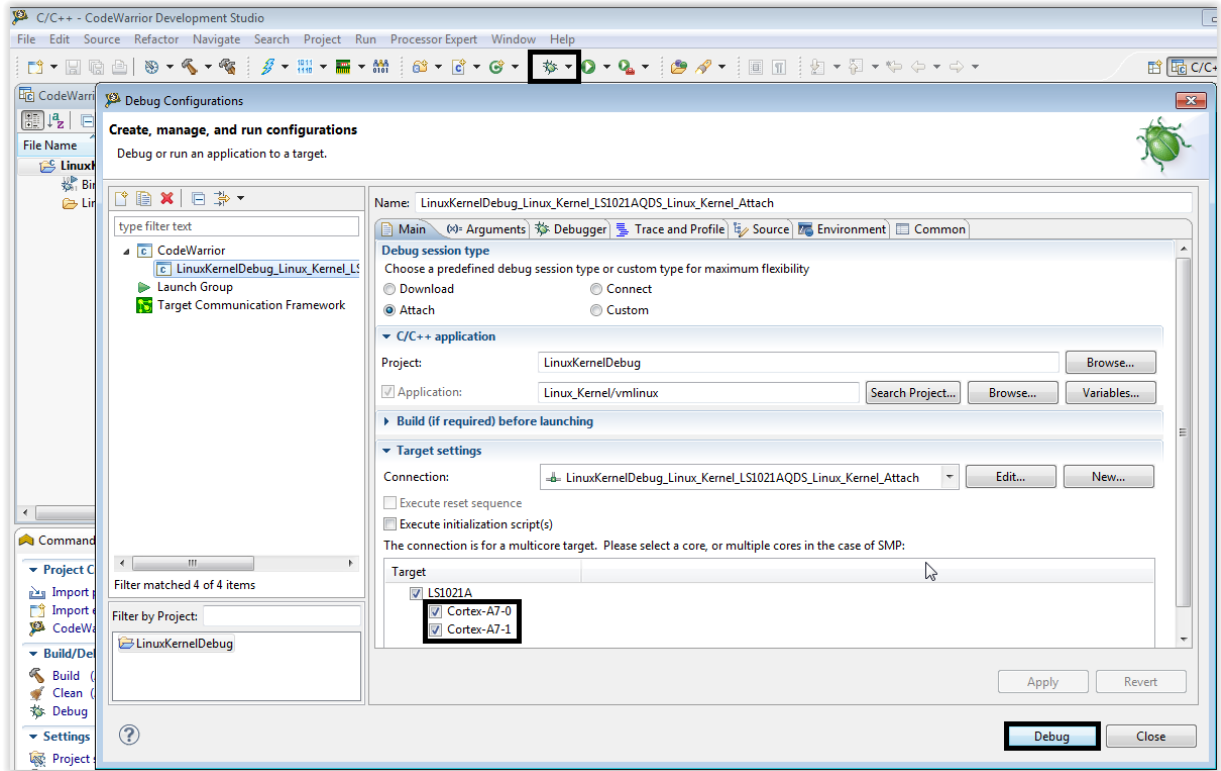 C/C++ - CodeWarrior Development Studio
File Edit Source Refactor Navigate Search Project Run Processor Expert Window Help
C/C+
CodeWarri
File Name
LinuxK
Bin
Lin
Debug Configurations
Create, manage, and run configurations
Debug or run an application to a target.
type filter text
CodeWarrior
LinuxKernelDebug_Linux_Kernel_LS
Launch Group
Target Communication Framework
Filter matched 4 of 4 items
Filter by Project:
LinuxKernelDebug
Name: LinuxKernelDebug_Linux_Kernel_LS1021AQDS_Linux_Kernel_Attach
Main (x)= Arguments Debugger Trace and Profile Source Environment Common
Debug session type
Choose a predefined debug session type or custom type for maximum flexibility
Download Connect
Attach Custom
C/C++ application
Project: LinuxKernelDebug Browse...
Application: Linux_Kernel/vmlinux Search Project... Browse... Variables...
Build (if required) before launching
Target settings
Connection: LinuxKernelDebug_Linux_Kernel_LS1021AQDS_Linux_Kernel_Attach Edit... New...
Execute reset sequence
Execute initialization script(s)
The connection is for a multicore target. Please select a core, or multiple cores in the case of SMP:
Target
LS1021A
Cortex-A7-0
Cortex-A7-1
Apply Revert
Debug Close
Command
Project C
Import p
Import e
CodeWa
Build/Del
Build (
Clean (
Debug
Settings
Project s